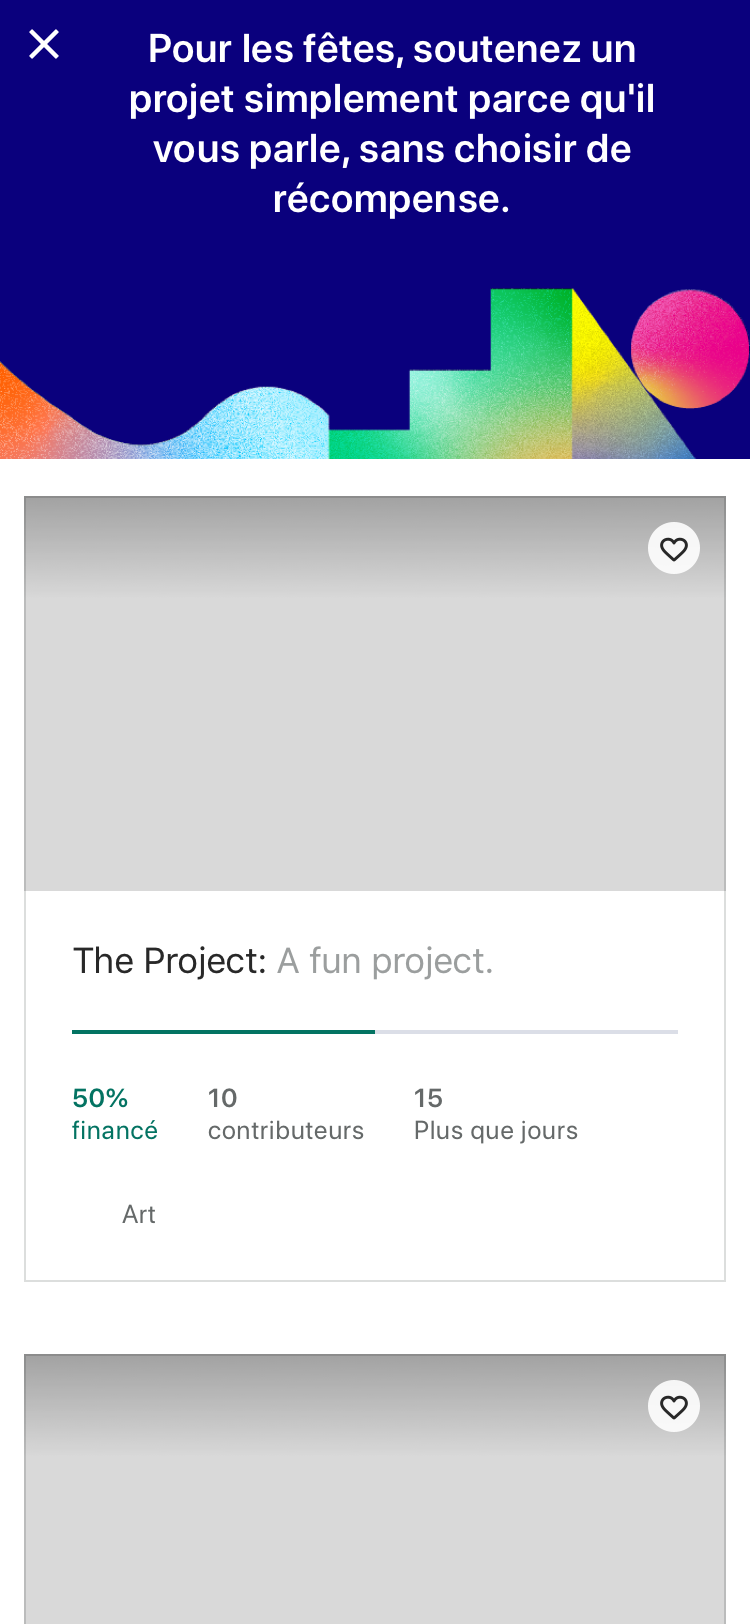 Pour les fêtes, soutenez un
projet simplement parce qu'il
vous parle, sans choisir de
récompense.
The Project: A fun project.
50%
financé
10
contributeurs
15
Plus que jours
Art